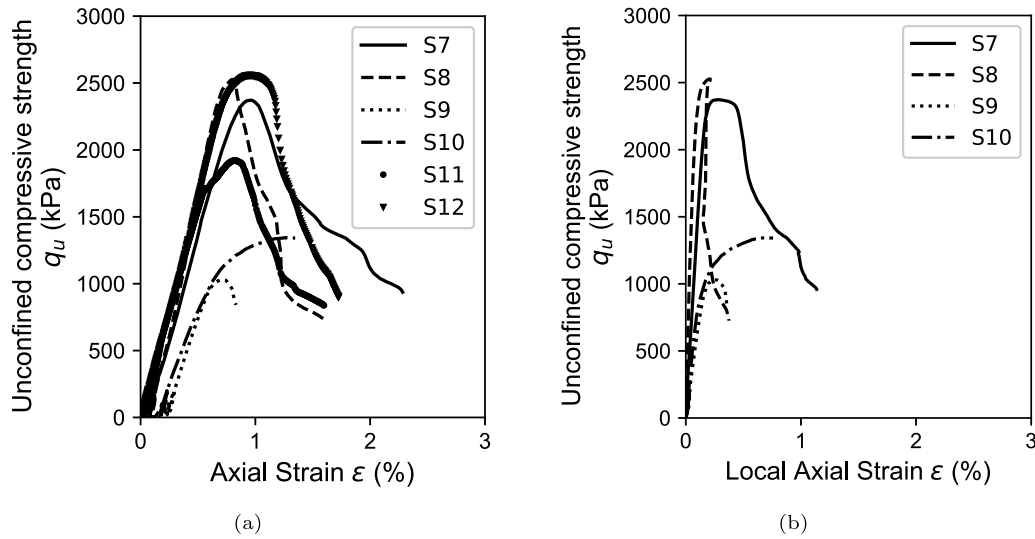 Unconfined compressive strength
q_u (kPa)
3000
2500
2000
1500
1000
500
0
0 1 2 3
Axial Strain ε (%)
S7
S8
S9
S10
S11
S12
(a)
Unconfined compressive strength
q_u (kPa)
3000
2500
2000
1500
1000
500
0
0 1 2 3
Local Axial Strain ε (%)
S7
S8
S9
S10
(b)